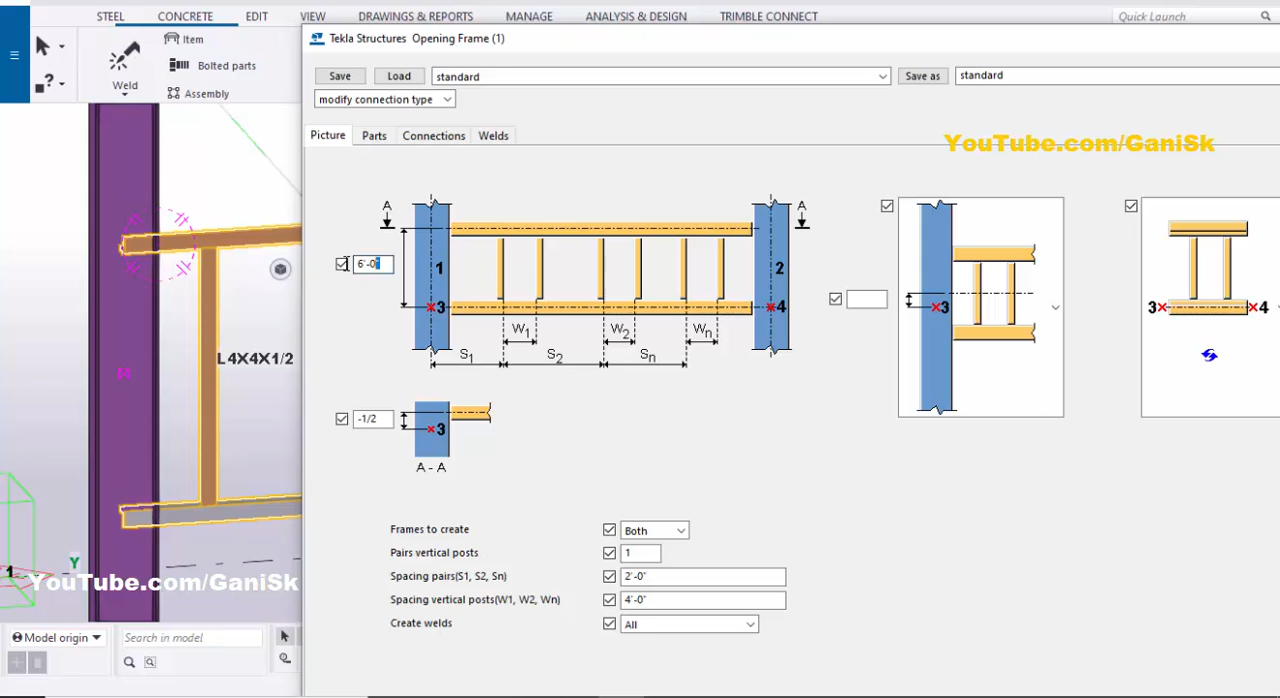 STEEL CONCRETE EDIT VIEW DRAWINGS & REPORTS MANAGE ANALYSIS & DESIGN TRIMBLE CONNECT Quick Launch
Tekla Structures Opening Frame (1)
Item
Bolted parts
Weld
Assembly
Save Load standard Save as standard
modify connection type
Picture Parts Connections Welds
YouTube.com/GaniSk
A A
6'-0"
1 2
3 4
W1 W2 Wn
S1 S2 Sn
3
3 4
L4X4X1/2
-1/2
3
A - A
Frames to create Both
Pairs vertical posts 1
Spacing pairs(S1, S2, Sn) 2'-0"
Spacing vertical posts(W1, W2, Wn) 4'-0"
Create welds All
Y
1
YouTube.com/GaniSk
Model origin Search in model